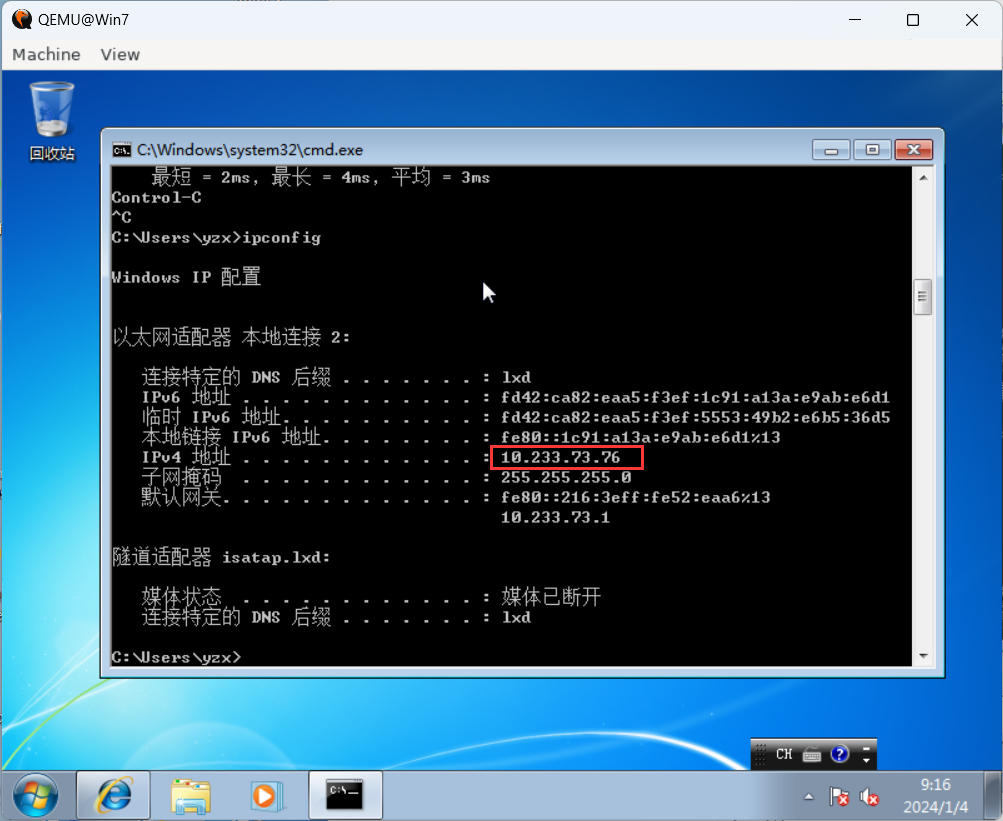 QEMU@Win7
Machine View
回收站
C:\Windows\system32\cmd.exe
最短 = 2ms, 最长 = 4ms, 平均 = 3ms
Control-C
^C
C:\Users\yzx>ipconfig
Windows IP 配置
以太网适配器 本地连接 2:
连接特定的 DNS 后缀 . . . . . . . : lxd
IPv6 地址 . . . . . . . . . . . . : fd42:ca82:eaa5:f3ef:1c91:a13a:e9ab:e6d1
临时 IPv6 地址. . . . . . . . . . : fd42:ca82:eaa5:f3ef:5553:49b2:e6b5:36d5
本地链接 IPv6 地址. . . . . . . . : fe80::1c91:a13a:e9ab:e6d1%13
IPv4 地址 . . . . . . . . . . . . : 10.233.73.76
子网掩码 . . . . . . . . . . . . : 255.255.255.0
默认网关. . . . . . . . . . . . . : fe80::216:3eff:fe52:eaa6%13
10.233.73.1
隧道适配器 isatap.lxd:
媒体状态 . . . . . . . . . . . . : 媒体已断开
连接特定的 DNS 后缀 . . . . . . . : lxd
C:\Users\yzx>
CH
C:\_
9:16
2024/1/4